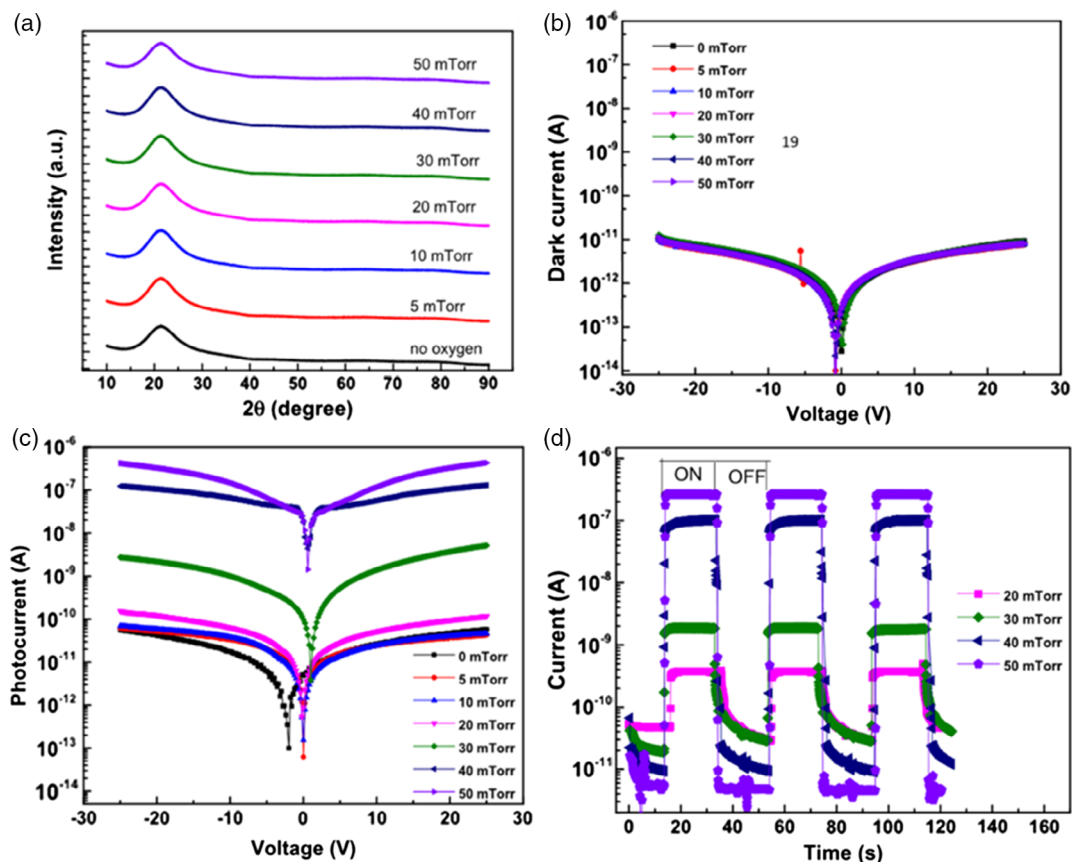 (a)
Intensity (a.u.)
50 mTorr
40 mTorr
30 mTorr
20 mTorr
10 mTorr
5 mTorr
no oxygen
10 20 30 40 50 60 70 80 90
2θ (degree)
(b)
Dark current (A)
10⁻⁶
10⁻⁷
10⁻⁸
10⁻⁹
10⁻¹⁰
10⁻¹¹
10⁻¹²
10⁻¹³
10⁻¹⁴
0 mTorr
5 mTorr
10 mTorr
20 mTorr
30 mTorr
40 mTorr
50 mTorr
19
-30 -20 -10 0 10 20 30
Voltage (V)
(c)
Photocurrent (A)
10⁻⁶
10⁻⁷
10⁻⁸
10⁻⁹
10⁻¹⁰
10⁻¹¹
10⁻¹²
10⁻¹³
10⁻¹⁴
0 mTorr
5 mTorr
10 mTorr
20 mTorr
30 mTorr
40 mTorr
50 mTorr
-30 -20 -10 0 10 20 30
Voltage (V)
(d)
Current (A)
10⁻⁶
10⁻⁷
10⁻⁸
10⁻⁹
10⁻¹⁰
10⁻¹¹
ON OFF
20 mTorr
30 mTorr
40 mTorr
50 mTorr
0 20 40 60 80 100 120 140 160
Time (s)